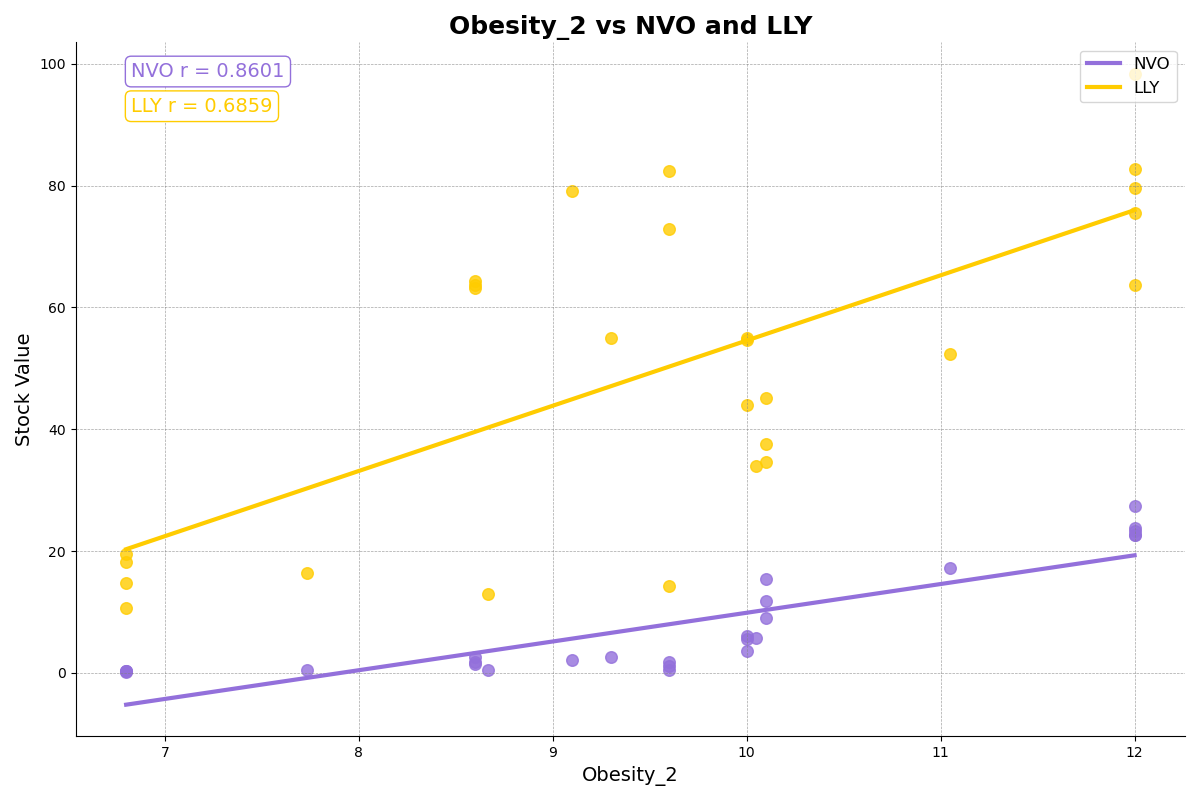 Obesity_2 vs NVO and LLY
NVO r = 0.8601
LLY r = 0.6859
NVO
LLY
Stock Value
100
80
60
40
20
0
7 8 9 10 11 12
Obesity_2